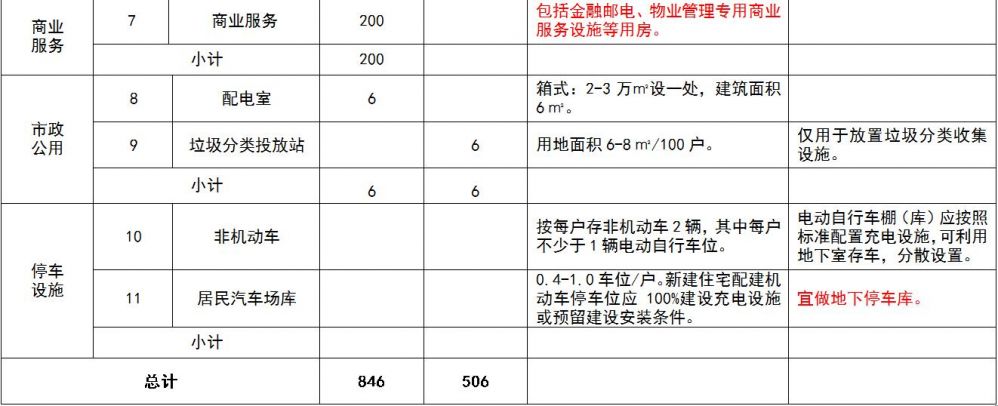 商业
服务
7
商业服务
200
包括金融邮电、物业管理专用商业
服务设施等用房。
小计
200
市政
公用
8
配电室
6
箱式：2-3 万㎡设一处，建筑面积
6㎡。
9
垃圾分类投放站
6
用地面积 6-8㎡/100 户。
仅用于放置垃圾分类收集
设施。
小计
6
6
停车
设施
10
非机动车
按每户存非机动车 2 辆，其中每户
不少于 1 辆电动自行车位。
电动自行车棚（库）应按照
标准配置充电设施，可利用
地下室存车，分散设置。
11
居民汽车场库
0.4-1.0 车位/户。新建住宅配建机
动车停车位应 100%建设充电设施
或预留建设安装条件。
宜做地下停车库。
小计
总计
846
506